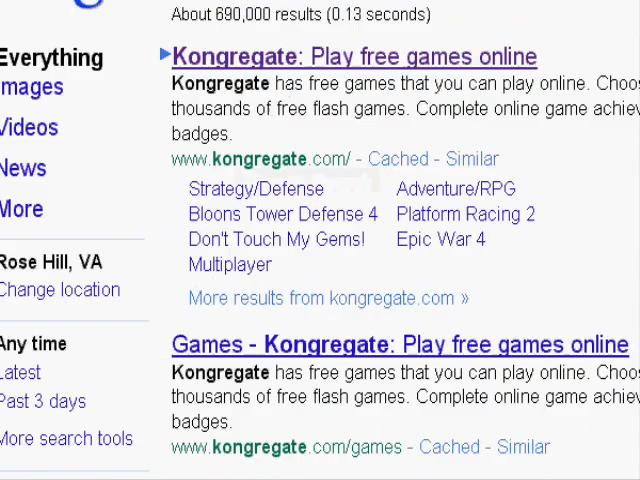 About 690,000 results (0.13 seconds)
Everything
Images
Videos
News
More
Rose Hill, VA
Change location
Any time
Latest
Past 3 days
More search tools
Kongregate: Play free games online
Kongregate has free games that you can play online. Choos
thousands of free flash games. Complete online game achiev
badges.
www.kongregate.com/ - Cached - Similar
Strategy/Defense Adventure/RPG
Bloons Tower Defense 4 Platform Racing 2
Don't Touch My Gems! Epic War 4
Multiplayer
More results from kongregate.com »
Games - Kongregate: Play free games online
Kongregate has free games that you can play online. Choos
thousands of free flash games. Complete online game achiev
badges.
www.kongregate.com/games - Cached - Similar